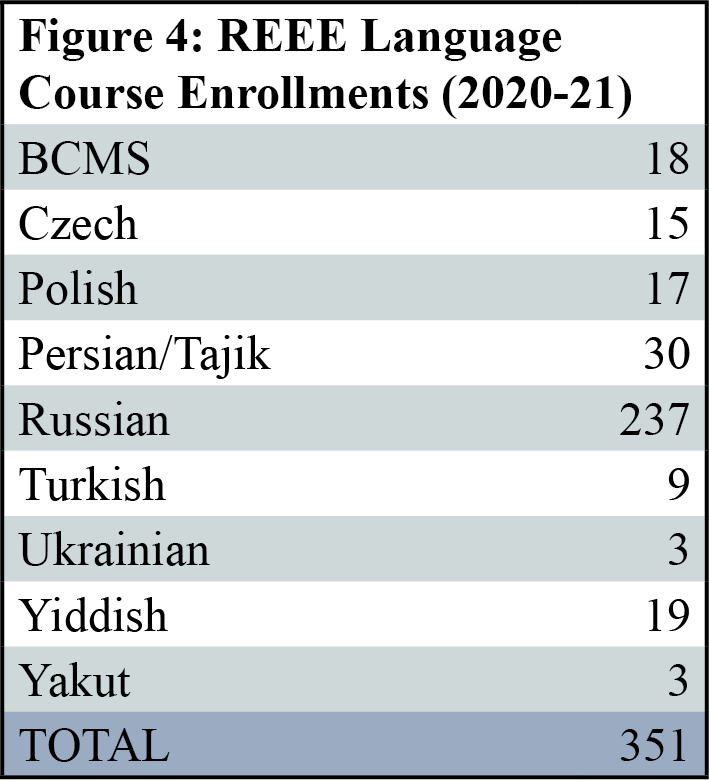 Figure 4: REEE Language
Course Enrollments (2020-21)
BCMS 18
Czech 15
Polish 17
Persian/Tajik 30
Russian 237
Turkish 9
Ukrainian 3
Yiddish 19
Yakut 3
TOTAL 351